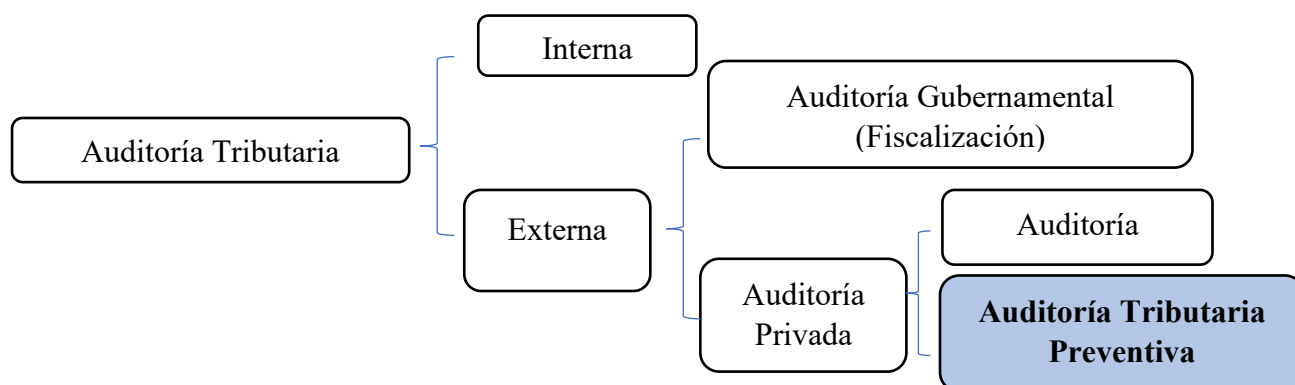 Auditoría Tributaria
Interna
Externa
Auditoría Gubernamental
(Fiscalización)
Auditoría
Privada
Auditoría
Auditoría Tributaria
Preventiva